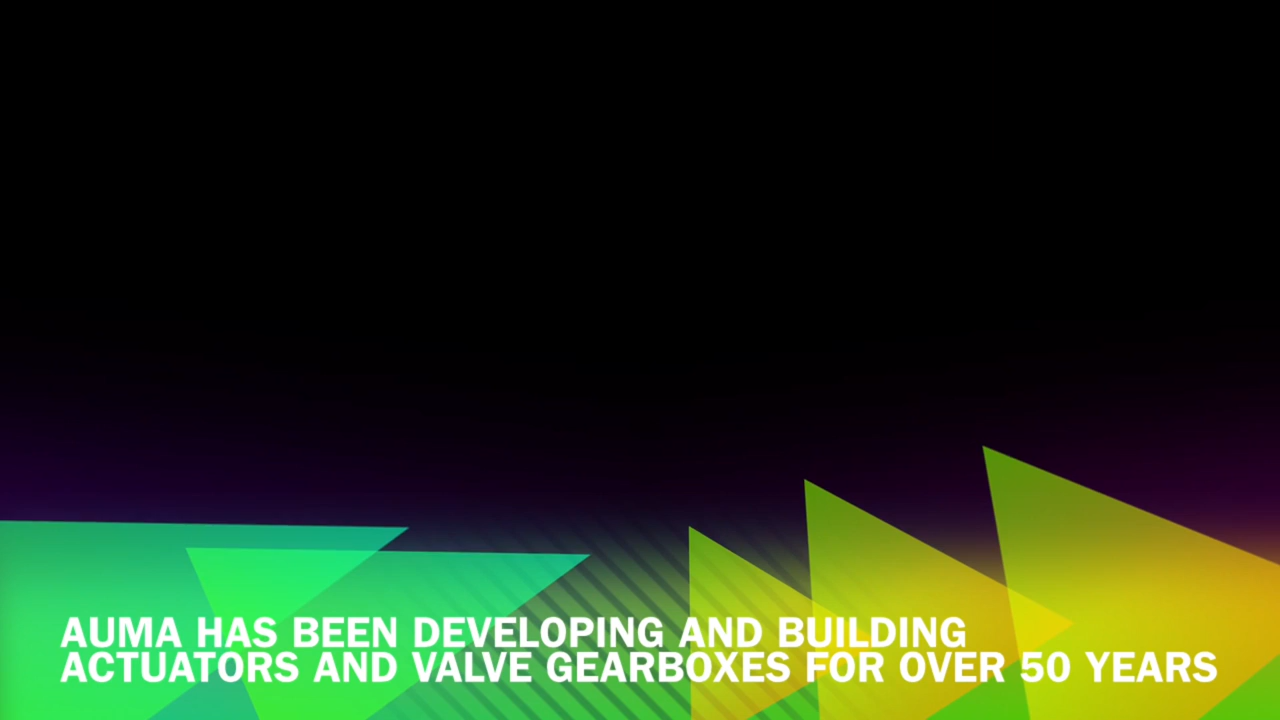 AUMA HAS BEEN DEVELOPING AND BUILDING
ACTUATORS AND VALVE GEARBOXES FOR OVER 50 YEARS